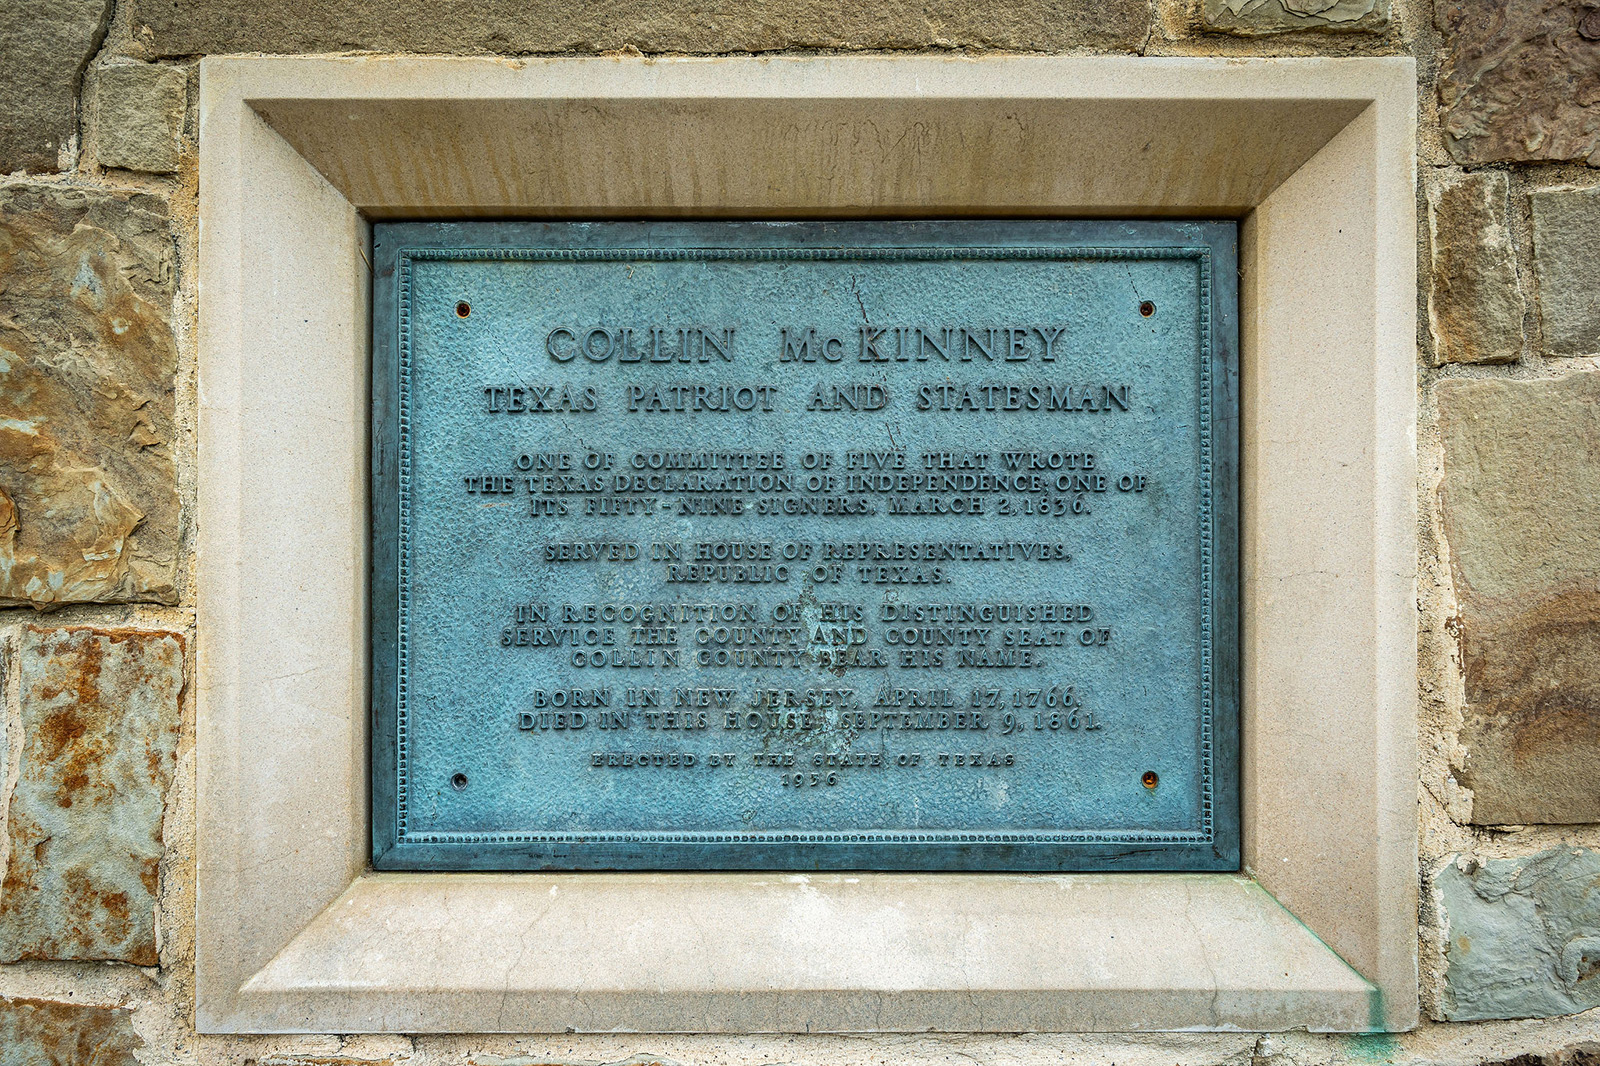 COLLIN McKINNEY
TEXAS PATRIOT AND STATESMAN
ONE OF COMMITTEE OF FIVE THAT WROTE
THE TEXAS DECLARATION OF INDEPENDENCE; ONE OF
ITS FIFTY-NINE SIGNERS, MARCH 2, 1836.
SERVED IN HOUSE OF REPRESENTATIVES,
REPUBLIC OF TEXAS.
IN RECOGNITION OF HIS DISTINGUISHED
SERVICE THE COUNTY AND COUNTY SEAT OF
COLLIN COUNTY BEAR HIS NAME.
BORN IN NEW JERSEY, APRIL 17, 1766.
DIED IN THIS HOUSE, SEPTEMBER 9, 1861.
ERECTED BY THE STATE OF TEXAS
1936